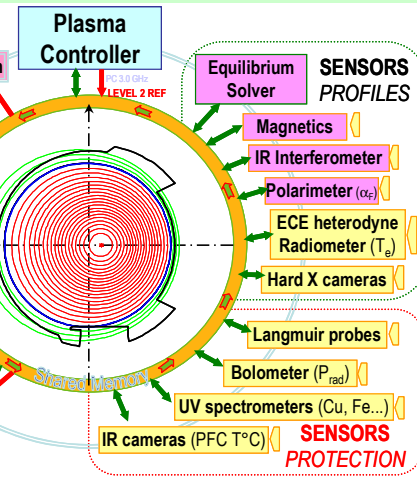 Plasma
Controller
PC 3.0 GHz
LEVEL 2 REF
Equilibrium
Solver
SENSORS
PROFILES
Magnetics
IR Interferometer
Polarimeter (αF)
ECE heterodyne
Radiometer (Te)
Hard X cameras
Langmuir probes
Bolometer (Prad)
UV spectrometers (Cu, Fe...)
IR cameras (PFC T°C)
SENSORS
PROTECTION
Shared Memory